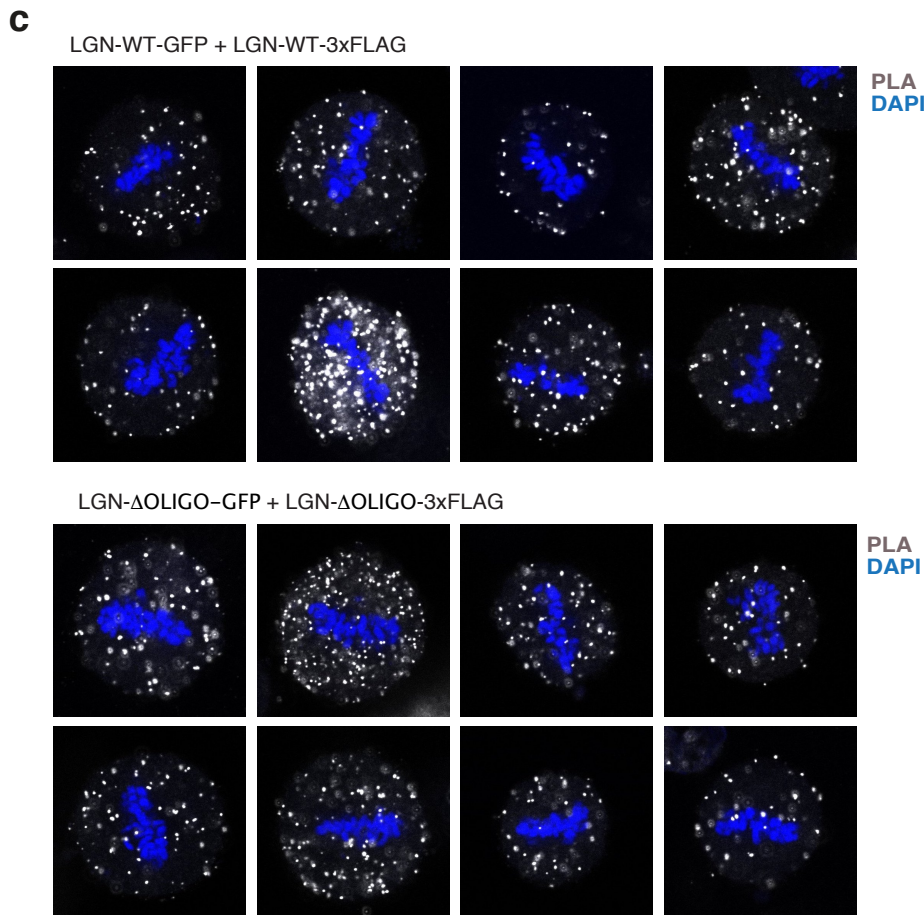 c
LGN-WT-GFP + LGN-WT-3xFLAG
PLA
DAPI
LGN-ΔOLIGO–GFP + LGN-ΔOLIGO-3xFLAG
PLA
DAPI